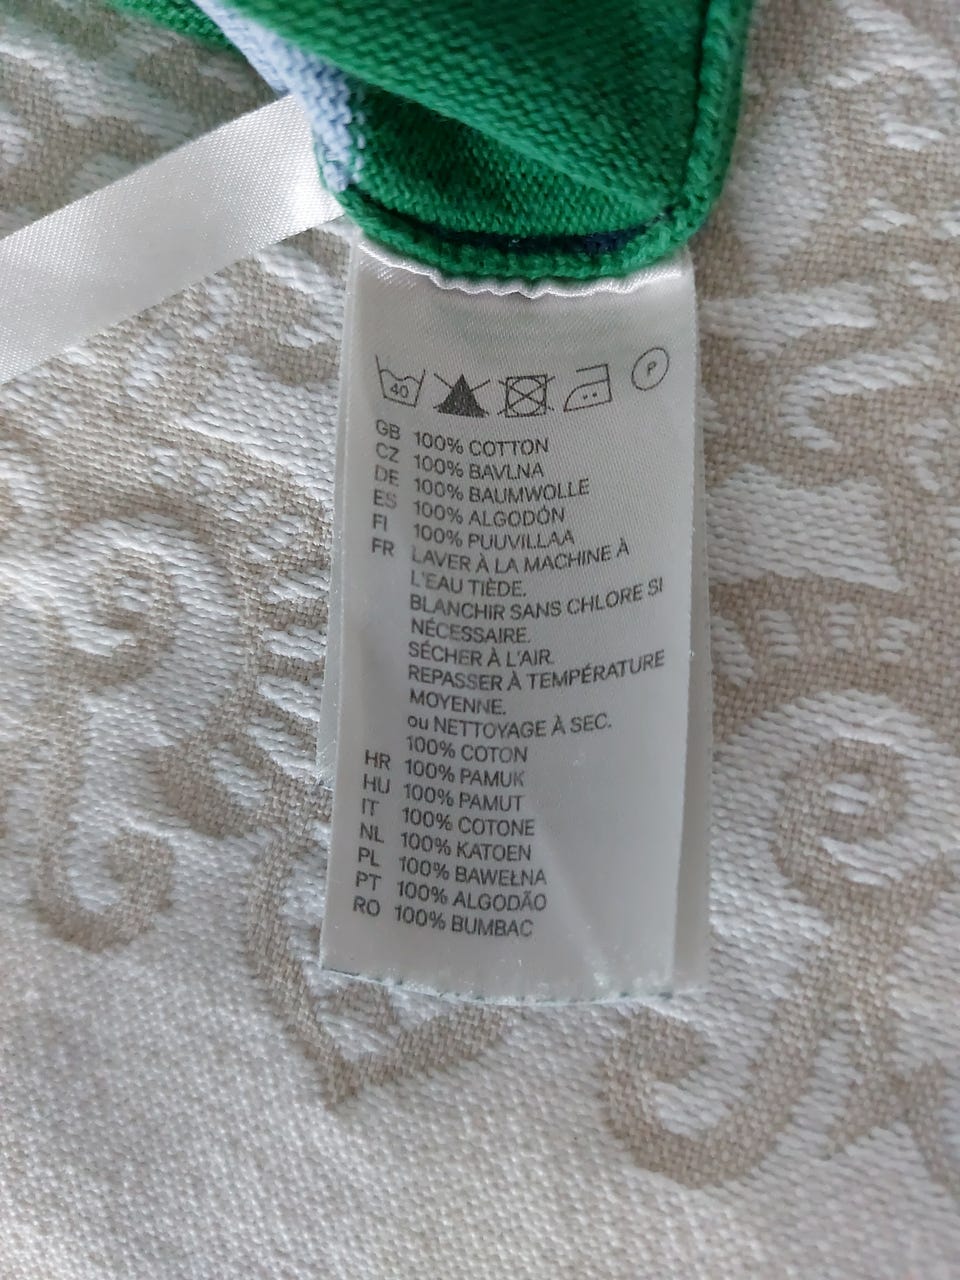 40
P
GB 100% COTTON
CZ 100% BAVLNA
DE 100% BAUMWOLLE
ES 100% ALGODÓN
FI 100% PUUVILLAA
FR LAVER À LA MACHINE À
L'EAU TIÈDE.
BLANCHIR SANS CHLORE SI
NÉCESSAIRE.
SÉCHER À L'AIR.
REPASSER À TEMPÉRATURE
MOYENNE.
ou NETTOYAGE À SEC.
100% COTON
HR 100% PAMUK
HU 100% PAMUT
IT 100% COTONE
NL 100% KATOEN
PL 100% BAWEŁNA
PT 100% ALGODÃO
RO 100% BUMBAC